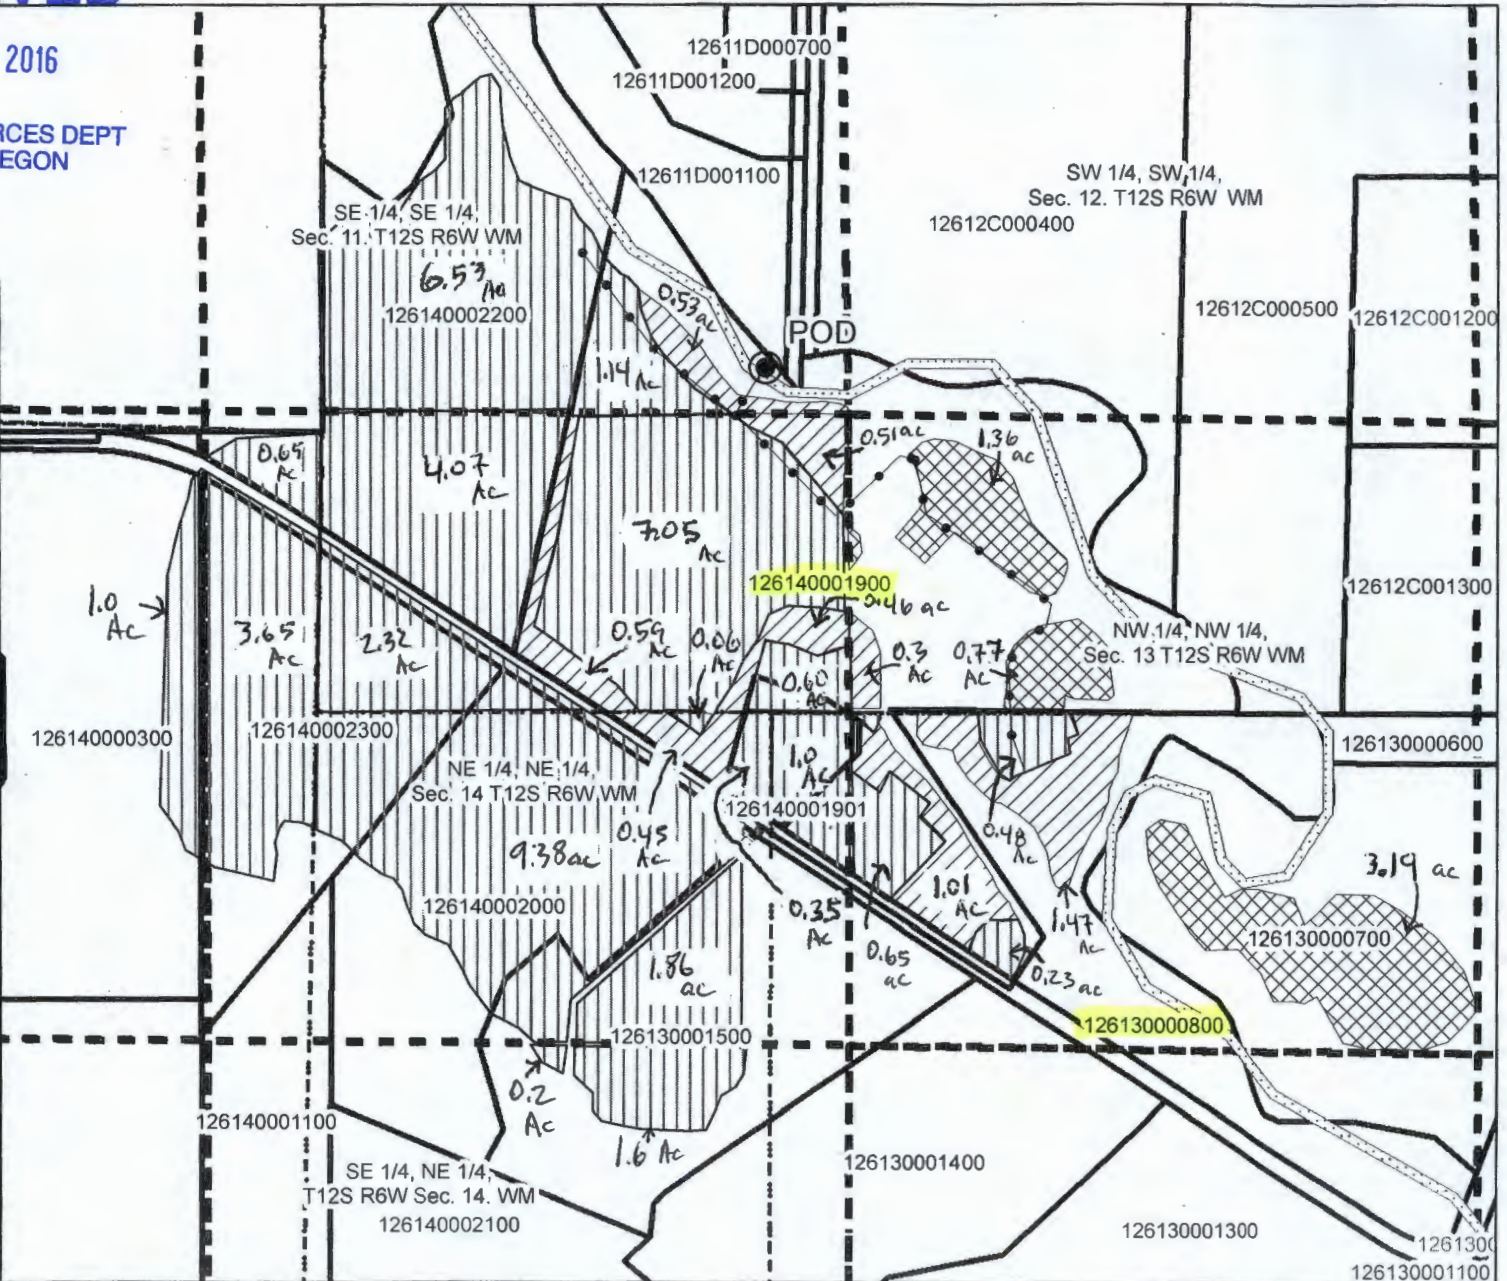 2016
RCES DEPT
EGON
12611D000700
12611D001200
12611D001100
SW 1/4, SW 1/4,
Sec. 12. T12S R6W WM
12612C000400
SE 1/4, SE 1/4,
Sec. 11. T12S R6W WM
6.53 Ac
126140002200
0.53 ac
POD
12612C000500
12612C001200
1.14 Ac
0.51 ac
1.36 ac
0.65 Ac
4.07 Ac
7.05 Ac
126140001900
0.46 ac
12612C001300
1.0 Ac
3.65 Ac
2.32 Ac
0.59 Ac
0.06 Ac
0.3 Ac
0.77 Ac
NW 1/4, NW 1/4,
Sec. 13 T12S R6W WM
0.60 Ac
126140000300
126140002300
126130000600
NE 1/4, NE 1/4,
Sec. 14 T12S R6W WM
1.0 Ac
126140001901
9.38 ac
0.45 Ac
0.48 Ac
3.19 ac
126140002000
0.35 Ac
1.01 Ac
1.47 Ac
126130000700
1.86 ac
0.65 ac
0.23 ac
126130000800
126130001500
0.2 Ac
126140001100
1.6 Ac
SE 1/4, NE 1/4,
T12S R6W Sec. 14. WM
126140002100
126130001400
126130001300
126130
126130001100